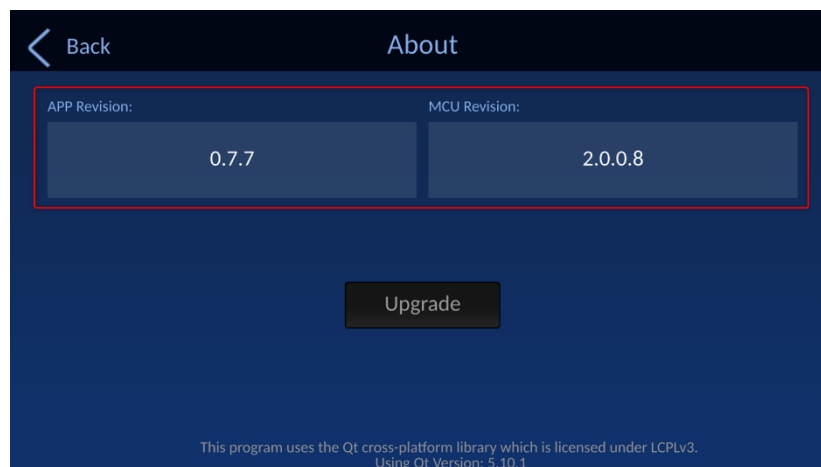 Back
About
APP Revision:
MCU Revision:
0.7.7
2.0.0.8
Upgrade
This program uses the Qt cross-platform library which is licensed under LCPLv3.
Using Qt Version: 5.10.1